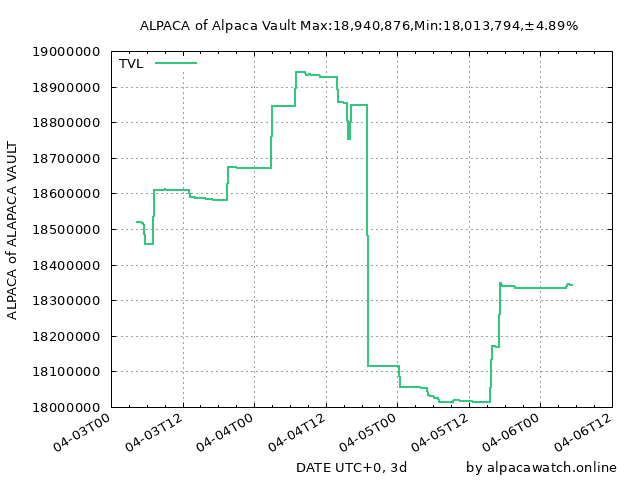 ALPACA of Alpaca Vault Max:18,940,876,Min:18,013,794,±4.89%
TVL
19000000
18900000
18800000
18700000
18600000
18500000
18400000
18300000
18200000
18100000
18000000
ALPACA of ALAPACA VAULT
04-03T00
04-03T12
04-04T00
04-04T12
04-05T00
04-05T12
04-06T00
04-06T12
DATE UTC+0, 3d
by alpacawatch.online